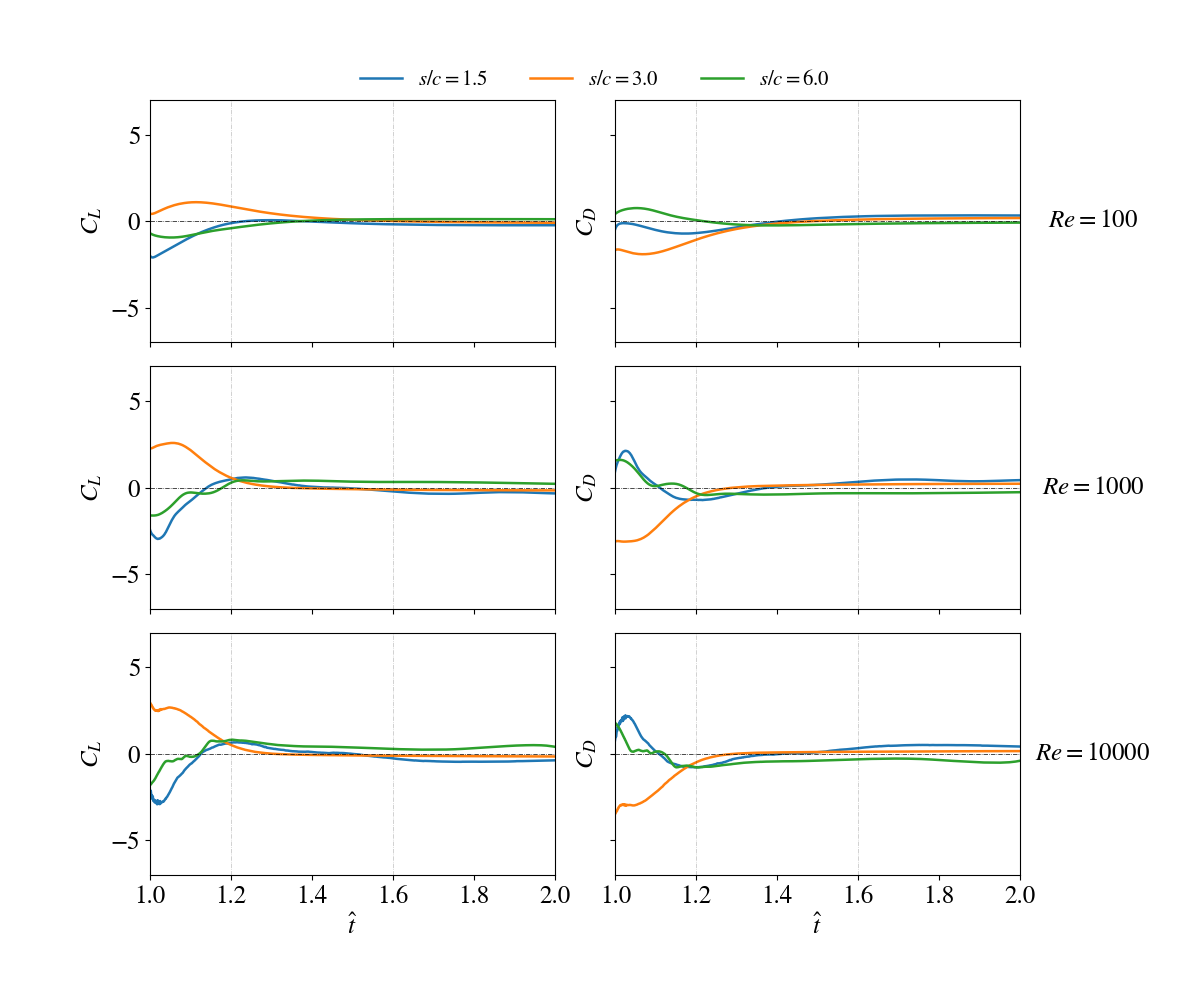 s/c = 1.5 s/c = 3.0 s/c = 6.0
5
0
−5
C_L
C_D
Re = 100
5
0
−5
C_L
C_D
Re = 1000
5
0
−5
C_L
C_D
Re = 10000
1.0 1.2 1.4 1.6 1.8 2.0
1.0 1.2 1.4 1.6 1.8 2.0
t̂
t̂